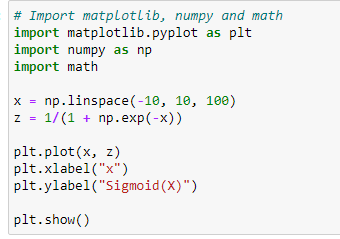 # Import matplotlib, numpy and math
import matplotlib.pyplot as plt
import numpy as np
import math
x = np.linspace(-10, 10, 100)
z = 1/(1 + np.exp(-x))
plt.plot(x, z)
plt.xlabel("x")
plt.ylabel("Sigmoid(X)")
plt.show()